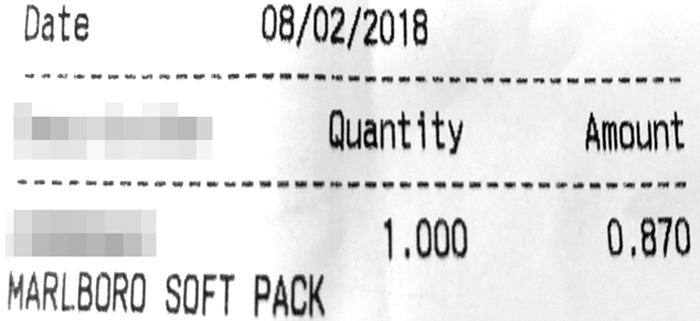 Date 08/02/2018
Quantity Amount
1.000 0.870
MARLBORO SOFT PACK